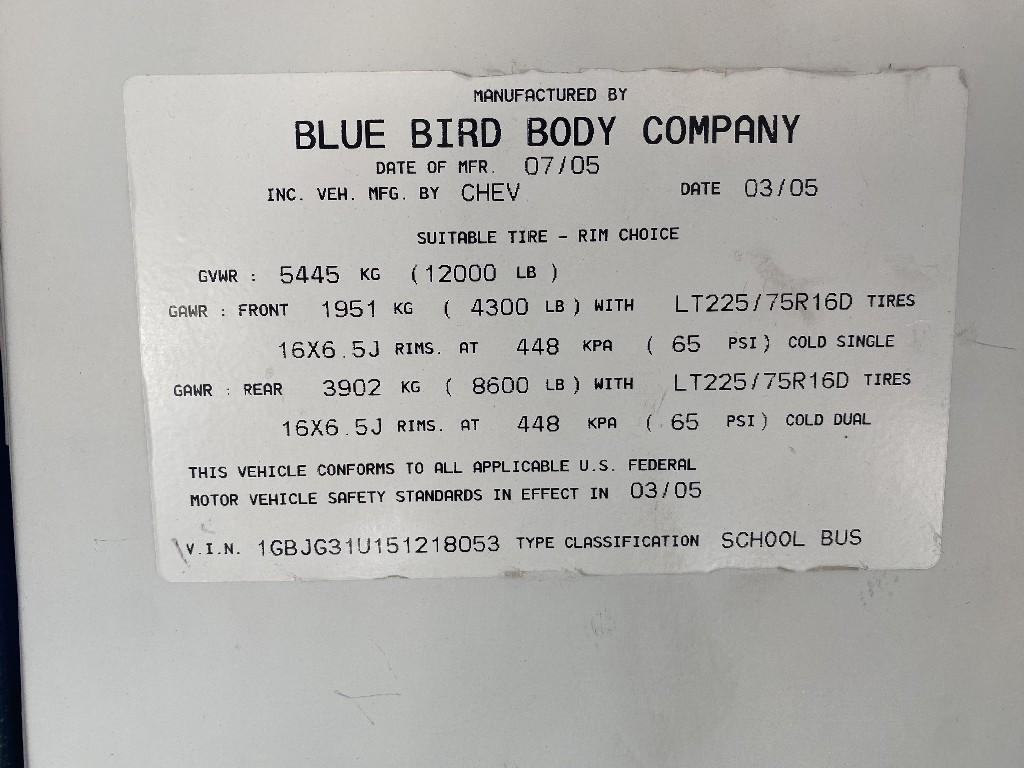 MANUFACTURED BY
BLUE BIRD BODY COMPANY
DATE OF MFR. 07/05
INC. VEH. MFG. BY CHEV DATE 03/05
SUITABLE TIRE - RIM CHOICE
GVWR : 5445 KG (12000 LB )
GAWR : FRONT 1951 KG ( 4300 LB ) WITH LT225/75R16D TIRES
16X6.5J RIMS. AT 448 KPA ( 65 PSI ) COLD SINGLE
GAWR : REAR 3902 KG ( 8600 LB ) WITH LT225/75R16D TIRES
16X6.5J RIMS. AT 448 KPA ( 65 PSI ) COLD DUAL
THIS VEHICLE CONFORMS TO ALL APPLICABLE U.S. FEDERAL
MOTOR VEHICLE SAFETY STANDARDS IN EFFECT IN 03/05
V.I.N. 1GBJG31U151218053 TYPE CLASSIFICATION SCHOOL BUS